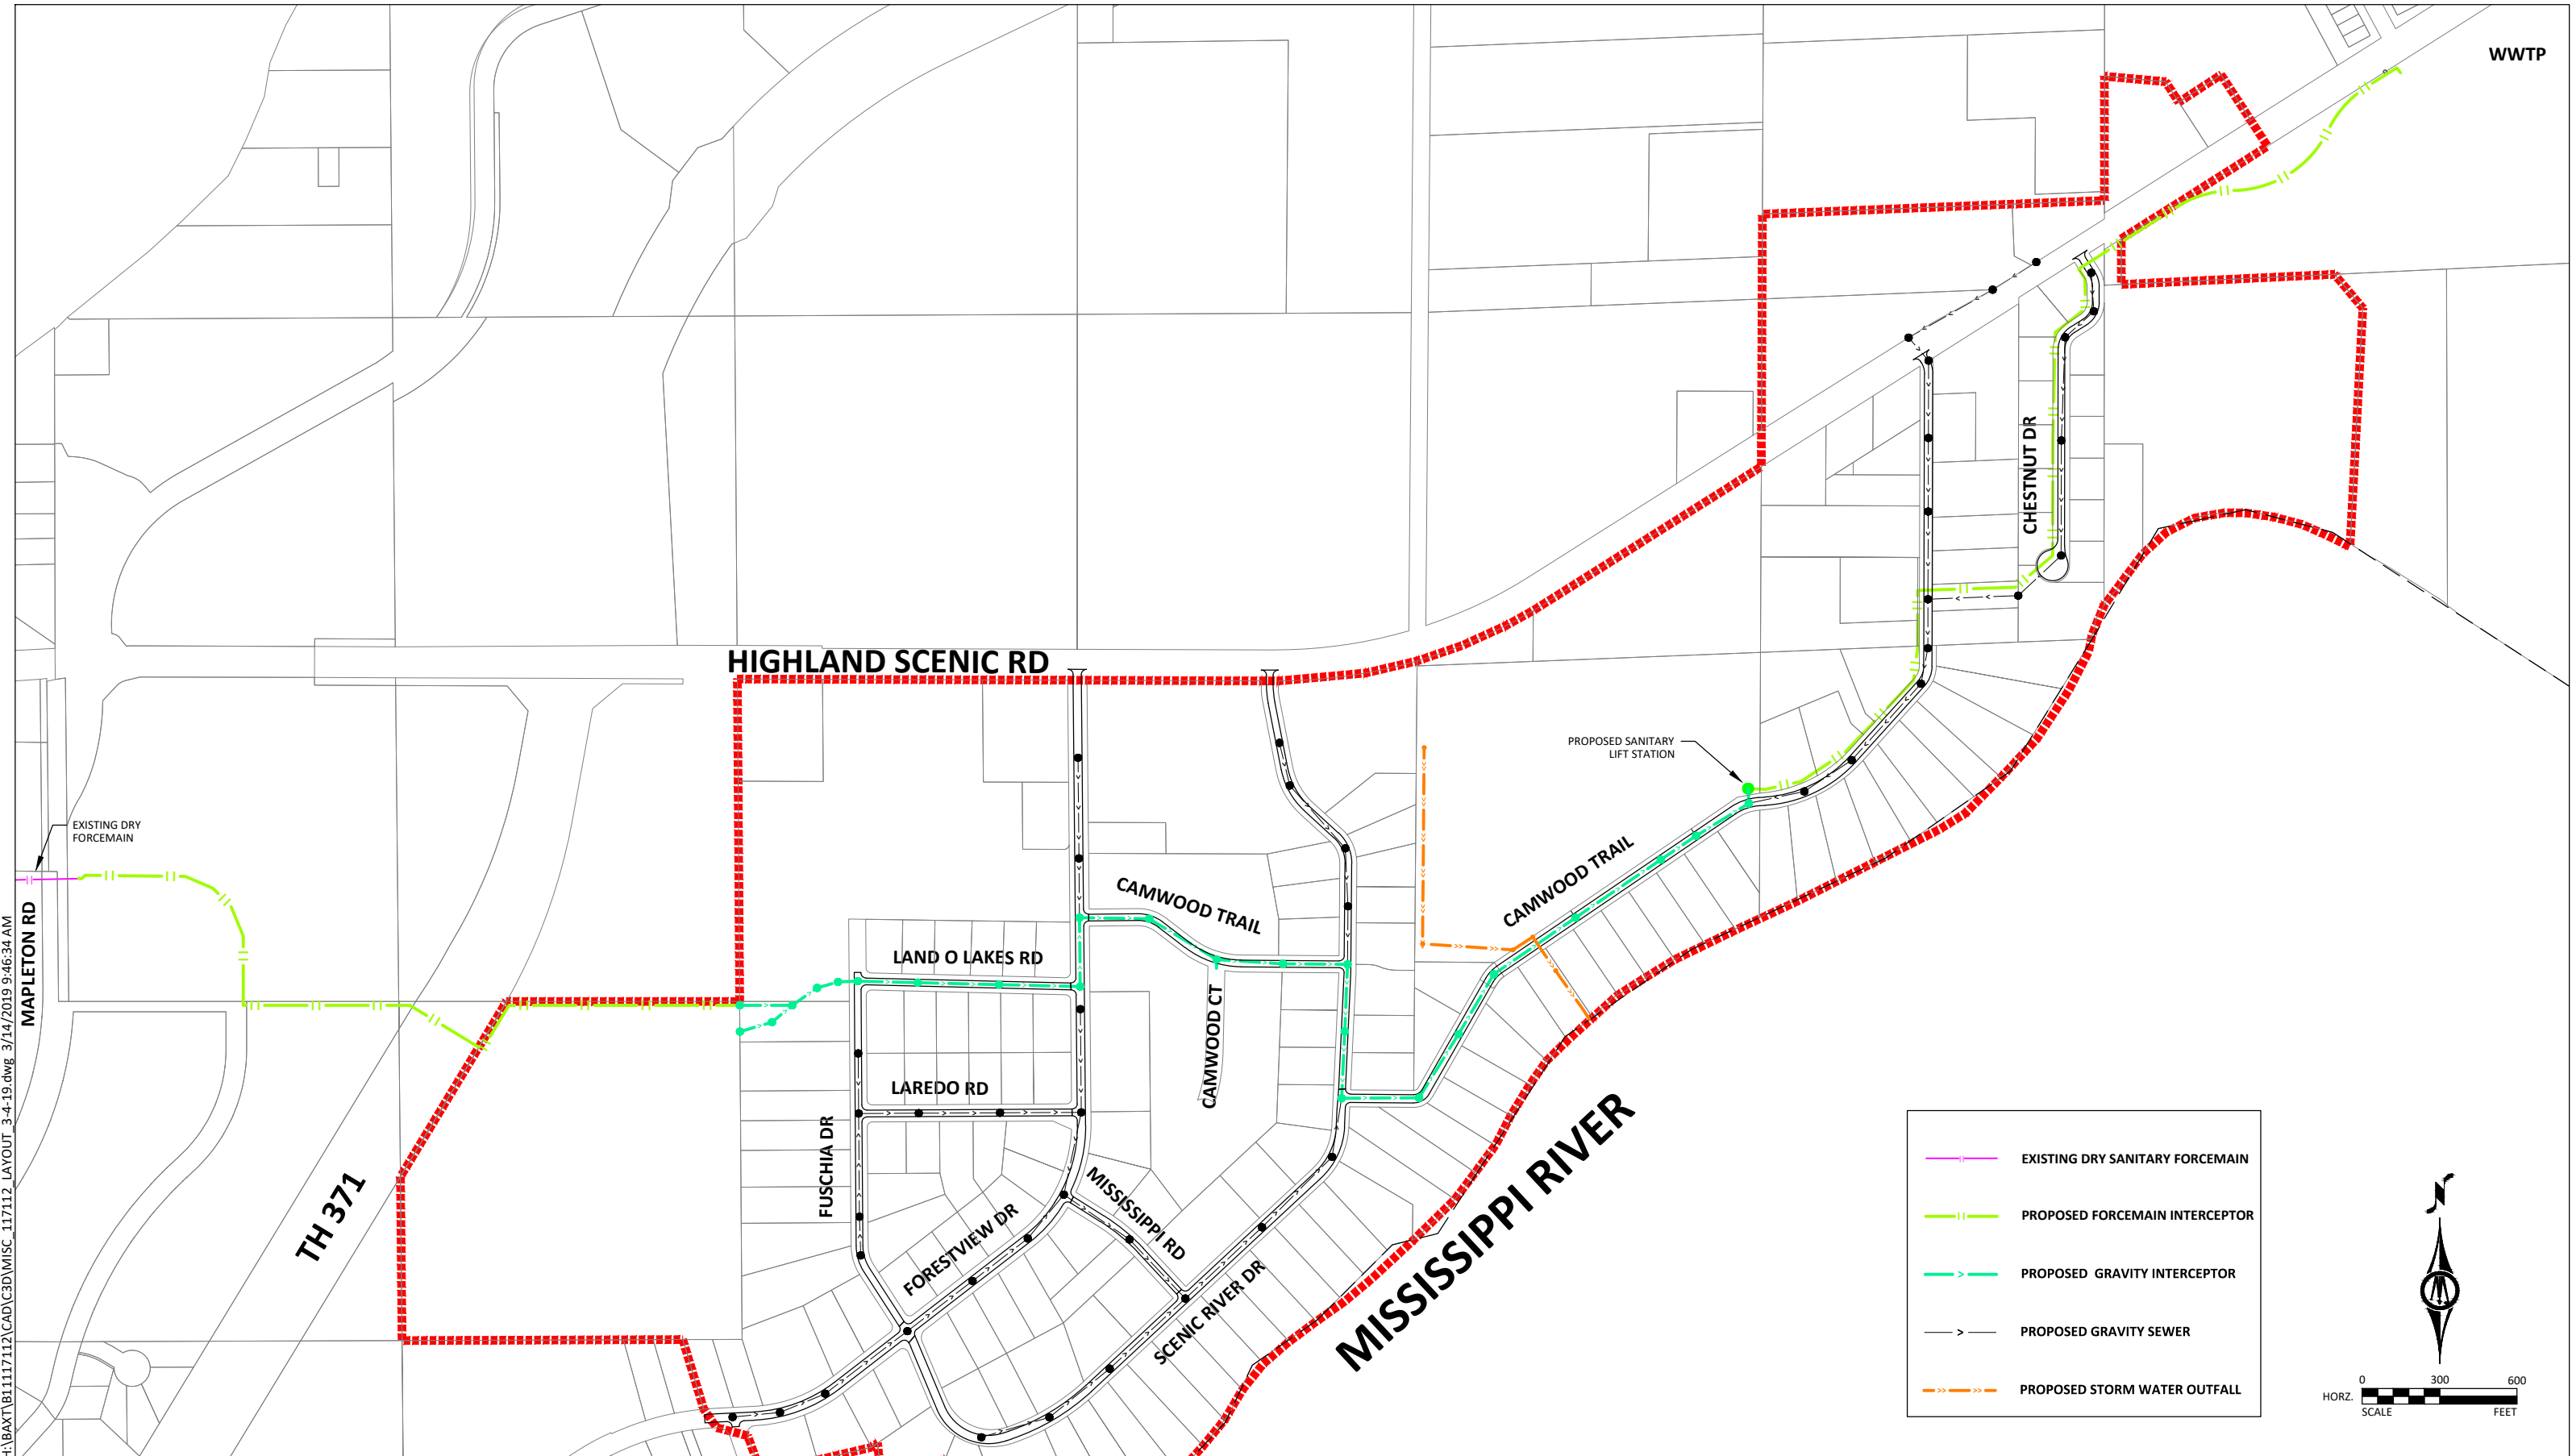 WWTP
CHESTNUT DR
HIGHLAND SCENIC RD
PROPOSED SANITARY
LIFT STATION
EXISTING DRY
FORCEMAIN
MAPLETON RD
CAMWOOD TRAIL
CAMWOOD TRAIL
LAND O LAKES RD
CAMWOOD CT
LAREDO RD
FUSCHIA DR
MISSISSIPPI RD
FORESTVIEW DR
SCENIC RIVER DR
TH 371
MISSISSIPPI RIVER
EXISTING DRY SANITARY FORCEMAIN
PROPOSED FORCEMAIN INTERCEPTOR
PROPOSED GRAVITY INTERCEPTOR
PROPOSED GRAVITY SEWER
PROPOSED STORM WATER OUTFALL
N
0 300 600
HORZ.
SCALE FEET
H:\BAXT\B11117112\CAD\C3D\MISC_117112_LAYOUT_3-4-19.dwg 3/14/2019 9:46:34 AM